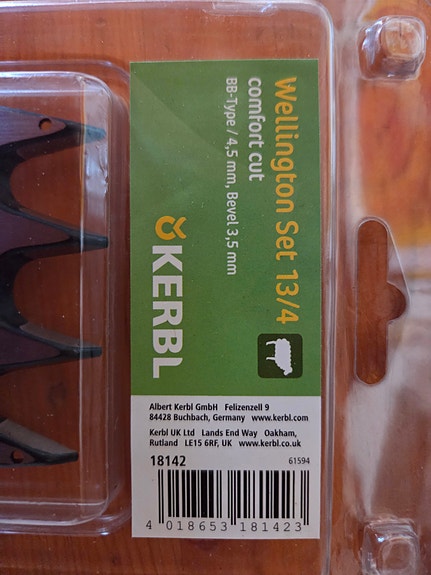 Wellington Set 13/4
comfort cut
BB-Type / 4,5 mm, Bevel 3,5 mm
KERBL
Albert Kerbl GmbH Felizenzell 9
84428 Buchbach, Germany www.kerbl.com
Kerbl UK Ltd Lands End Way Oakham,
Rutland LE15 6RF, UK www.kerbl.co.uk
18142 61594
4 018653 181423